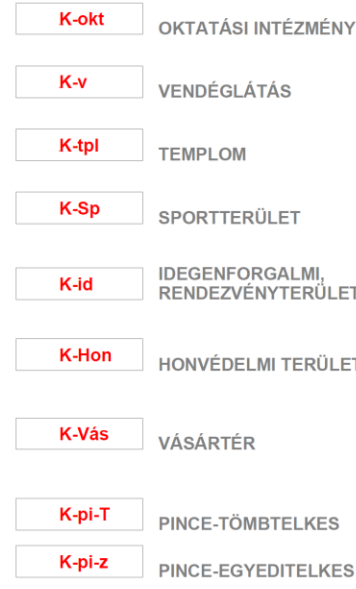 K-okt OKTATÁSI INTÉZMÉNY
K-v VENDÉGLÁTÁS
K-tpl TEMPLOM
K-Sp SPORTTERÜLET
K-id IDEGENFORGALMI,
RENDEZVÉNYTERÜLET
K-Hon HONVÉDELMI TERÜLET
K-Vás VÁSÁRTÉR
K-pi-T PINCE-TÖMBTELKES
K-pi-z PINCE-EGYEDITELKES